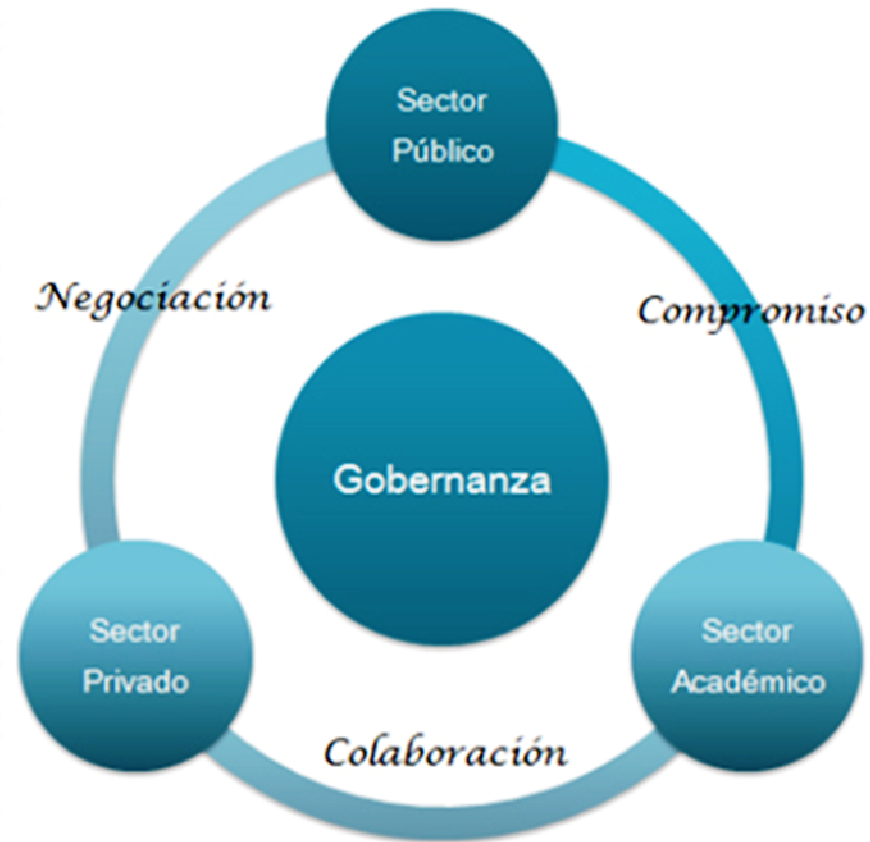 Sector
Público
Negociación
Compromiso
Gobernanza
Sector
Privado
Sector
Académico
Colaboración